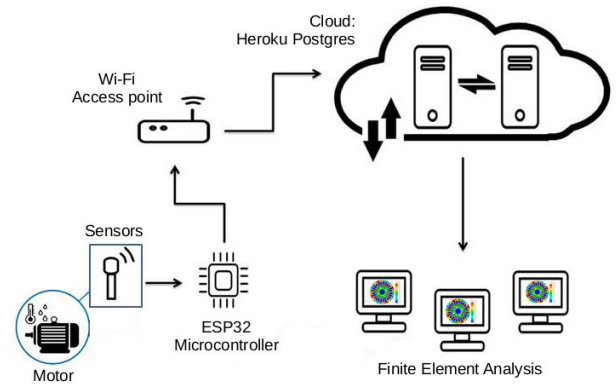 Cloud:
Heroku Postgres
Wi-Fi
Access point
Sensors
ESP32
Microcontroller
Motor
Finite Element Analysis